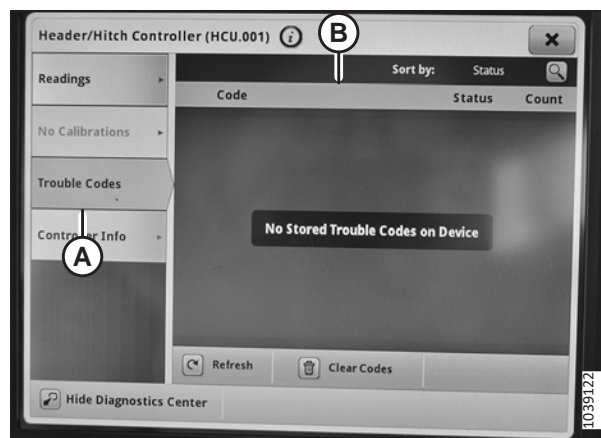 Header/Hitch Controller (HCU.001) i
B
Readings
Sort by: Status
Code Status Count
No Calibrations
Trouble Codes
No Stored Trouble Codes on Device
Controller Info
A
Refresh Clear Codes
Hide Diagnostics Center
1039122